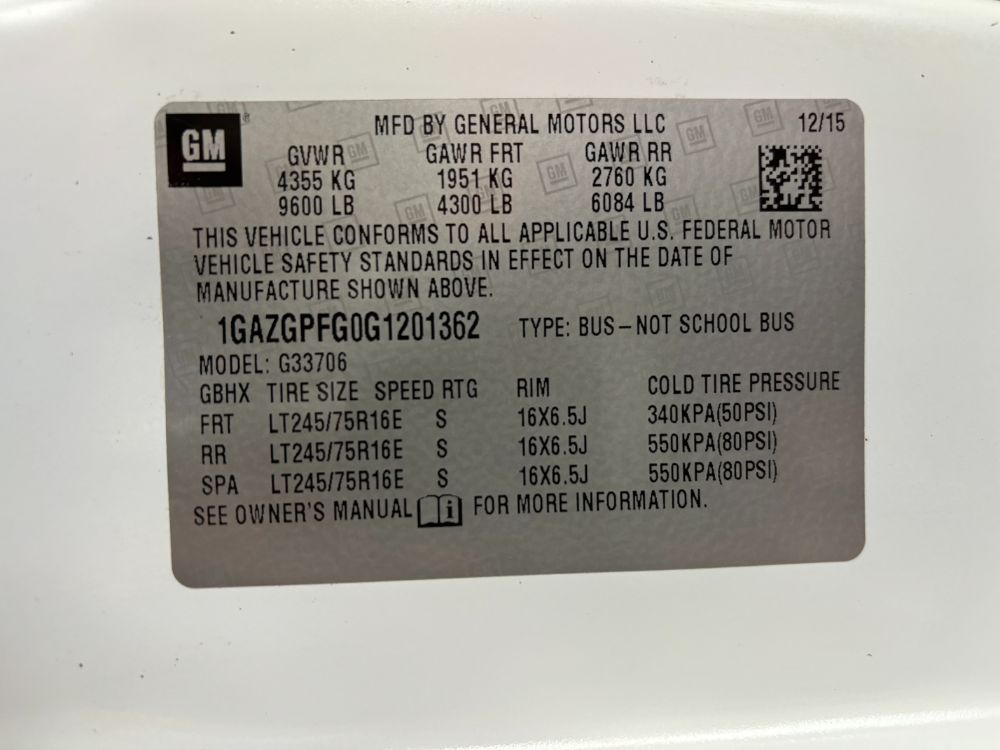 GM
MFD BY GENERAL MOTORS LLC 12/15
GVWR GAWR FRT GAWR RR
4355 KG 1951 KG 2760 KG
9600 LB 4300 LB 6084 LB
THIS VEHICLE CONFORMS TO ALL APPLICABLE U.S. FEDERAL MOTOR
VEHICLE SAFETY STANDARDS IN EFFECT ON THE DATE OF
MANUFACTURE SHOWN ABOVE.
1GAZGPFG0G1201362 TYPE: BUS – NOT SCHOOL BUS
MODEL: G33706
GBHX TIRE SIZE SPEED RTG RIM COLD TIRE PRESSURE
FRT LT245/75R16E S 16X6.5J 340KPA(50PSI)
RR LT245/75R16E S 16X6.5J 550KPA(80PSI)
SPA LT245/75R16E S 16X6.5J 550KPA(80PSI)
SEE OWNER'S MANUAL i FOR MORE INFORMATION.